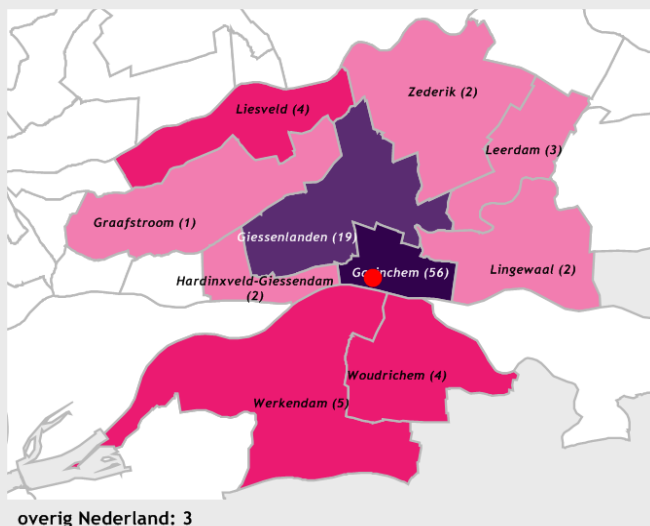 Zederik (2)
Liesveld (4)
Leerdam (3)
Graafstroom (1)
Giessenlanden (19)
(56)
Lingewaal (2)
Hardinxveld-Giessendam
(2)
Woudrichem (4)
Werkendam (5)
overig Nederland: 3